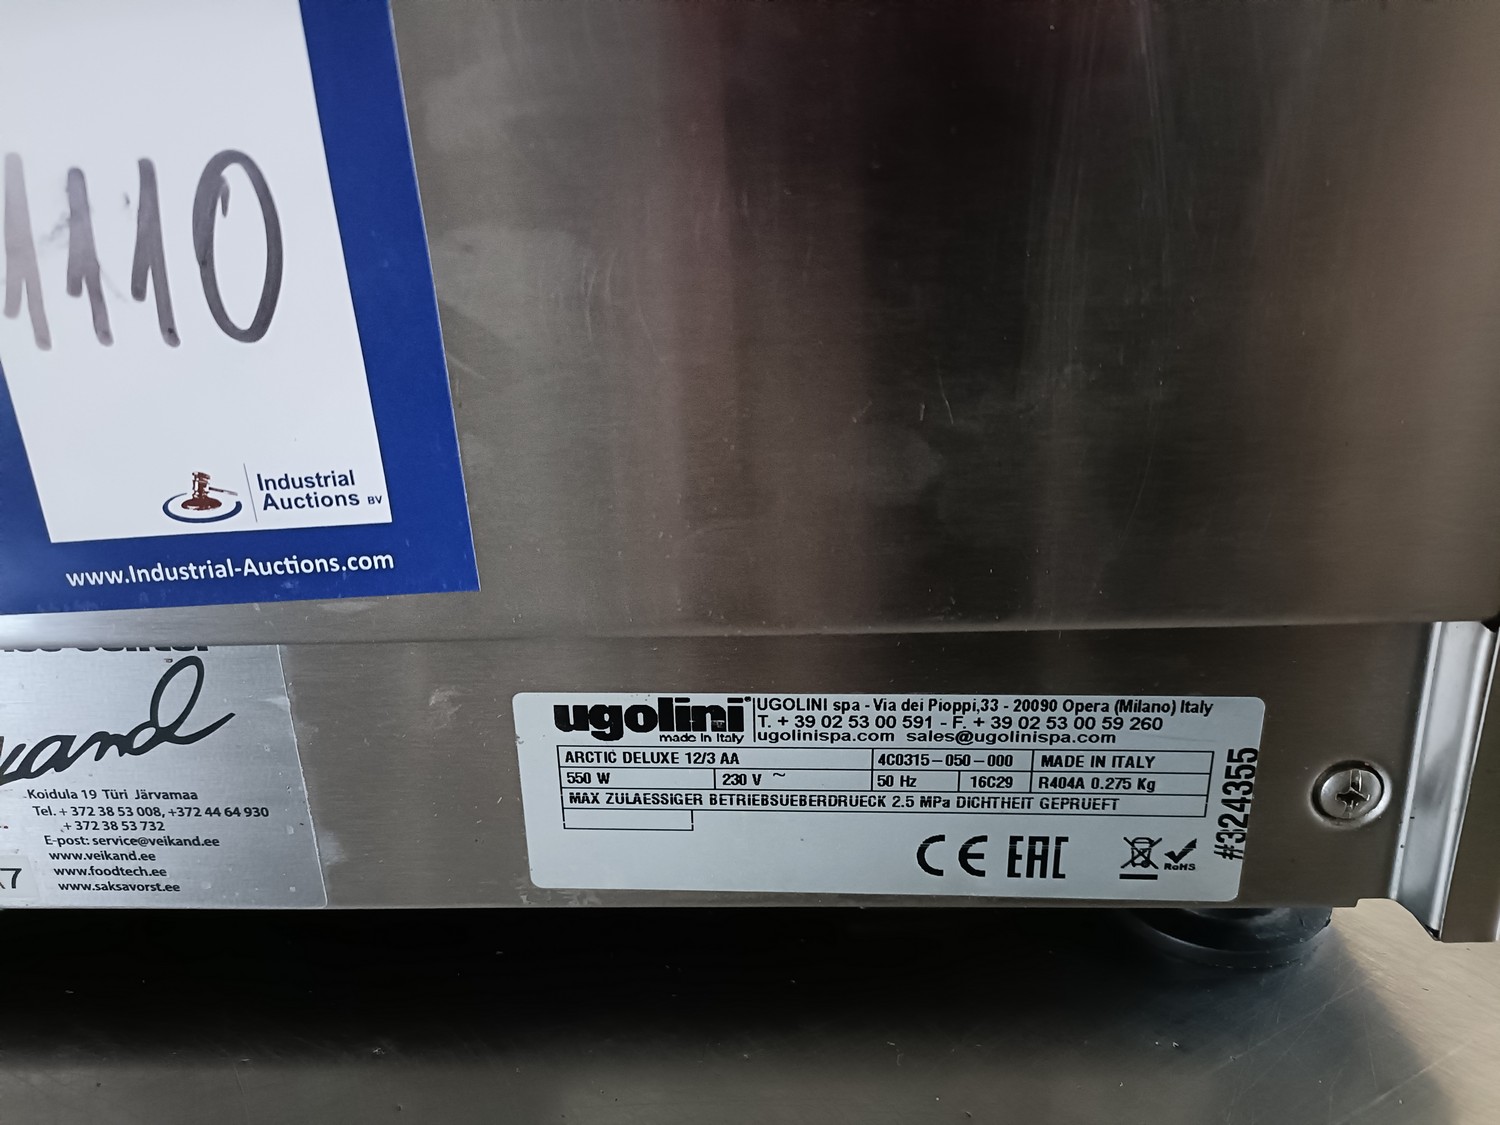 1110
Industrial
Auctions BV
www.Industrial-Auctions.com
Koidula 19 Türi Järvamaa
Tel. + 372 38 53 008, +372 44 64 930
+ 372 38 53 732
E-post: service@veikand.ee
www.veikand.ee
www.foodtech.ee
www.saksavorst.ee
ugolini
made in Italy
UGOLINI spa - Via dei Pioppi,33 - 20090 Opera (Milano) Italy
T. + 39 02 53 00 591 - F. + 39 02 53 00 59 260
ugolinispa.com sales@ugolinispa.com
ARCTIC DELUXE 12/3 AA 4C0315-050-000 MADE IN ITALY
550 W 230 V ~ 50 Hz 16C29 R404A 0.275 Kg
MAX ZULAESSIGER BETRIEBSUEBERDRUECK 2.5 MPa DICHTHEIT GEPRUEFT
CE EAC
RoHS
#324355